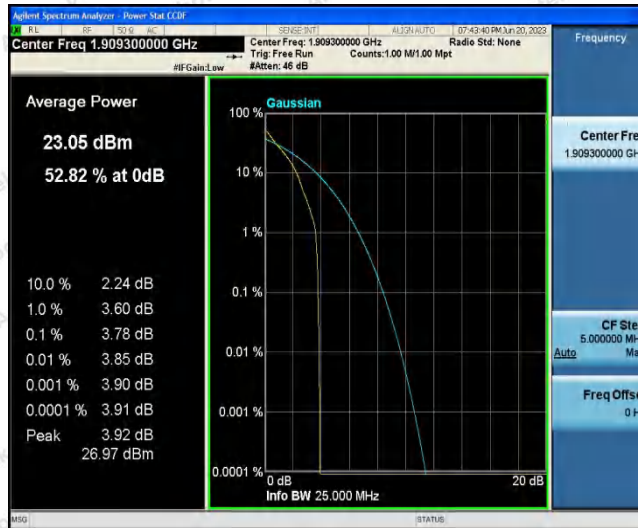 Agilent Spectrum Analyzer - Power Stat CCDF
RL RF 50 Ω AC SENSE:INT ALIGN AUTO 07:43:40 PM Jun 20, 2023
Center Freq 1.909300000 GHz
Center Freq: 1.909300000 GHz Radio Std: None
Trig: Free Run Counts:1.00 M/1.00 Mpt
#IFGain:Low #Atten: 46 dB
Frequency
Average Power
23.05 dBm
52.82 % at 0dB
10.0 % 2.24 dB
1.0 % 3.60 dB
0.1 % 3.78 dB
0.01 % 3.85 dB
0.001 % 3.90 dB
0.0001 % 3.91 dB
Peak 3.92 dB
26.97 dBm
Gaussian
100 %
10 %
1 %
0.1 %
0.01 %
0.001 %
0.0001 %
0 dB 20 dB
Info BW 25.000 MHz
Center Fre
1.909300000 GH
CF Ste
5.000000 MH
Auto Ma
Freq Offse
0 H
MSG STATUS